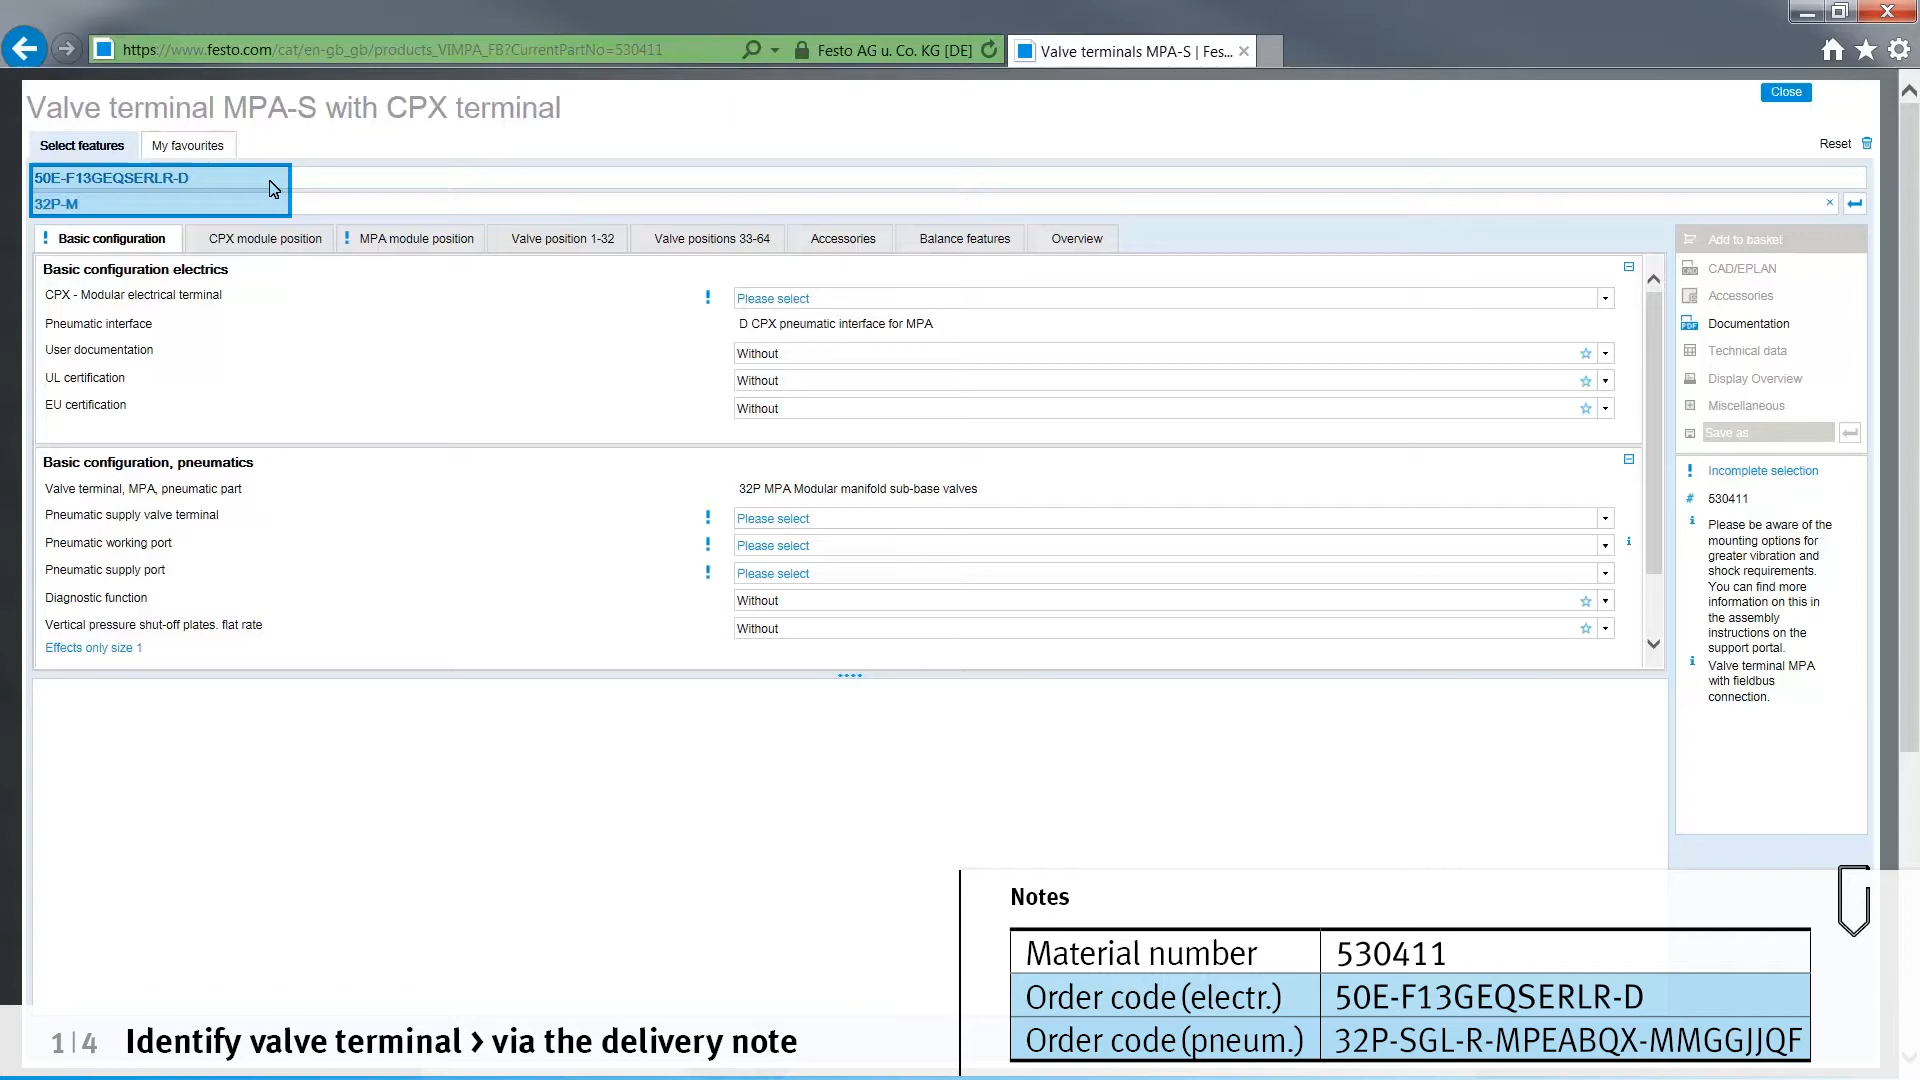 https://www.festo.com/cat/en-gb_gb/products_VIMPA_FB?CurrentPartNo=530411
Festo AG u. Co. KG [DE]
Valve terminals MPA-S | Fes...
Valve terminal MPA-S with CPX terminal
Close
Select features
My favourites
Reset
50E-F13GEQSERLR-D
32P-M
Basic configuration
CPX module position
MPA module position
Valve position 1-32
Valve positions 33-64
Accessories
Balance features
Overview
Basic configuration electrics
CPX - Modular electrical terminal
Please select
Pneumatic interface
D CPX pneumatic interface for MPA
User documentation
Without
UL certification
Without
EU certification
Without
Basic configuration, pneumatics
Valve terminal, MPA, pneumatic part
32P MPA Modular manifold sub-base valves
Pneumatic supply valve terminal
Please select
Pneumatic working port
Please select
Pneumatic supply port
Please select
Diagnostic function
Without
Vertical pressure shut-off plates. flat rate
Without
Effects only size 1
Add to basket
CAD/EPLAN
Accessories
Documentation
Technical data
Display Overview
Miscellaneous
Save as
Incomplete selection
# 530411
Please be aware of the
mounting options for
greater vibration and
shock requirements.
You can find more
information on this in
the assembly
instructions on the
support portal.
Valve terminal MPA
with fieldbus
connection.
Notes
Material number 530411
Order code (electr.) 50E-F13GEQSERLR-D
Order code (pneum.) 32P-SGL-R-MPEABQX-MMGGJJQF
1|4 Identify valve terminal > via the delivery note